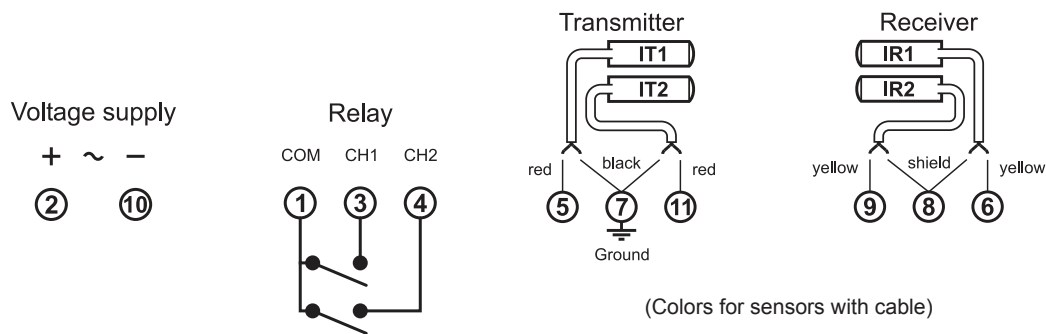 Transmitter
IT1
IT2
red
black
red
5
7
11
Ground
Receiver
IR1
IR2
yellow
shield
yellow
9
8
6
Voltage supply
+ ~ −
2
10
Relay
COM CH1 CH2
1
3
4
(Colors for sensors with cable)